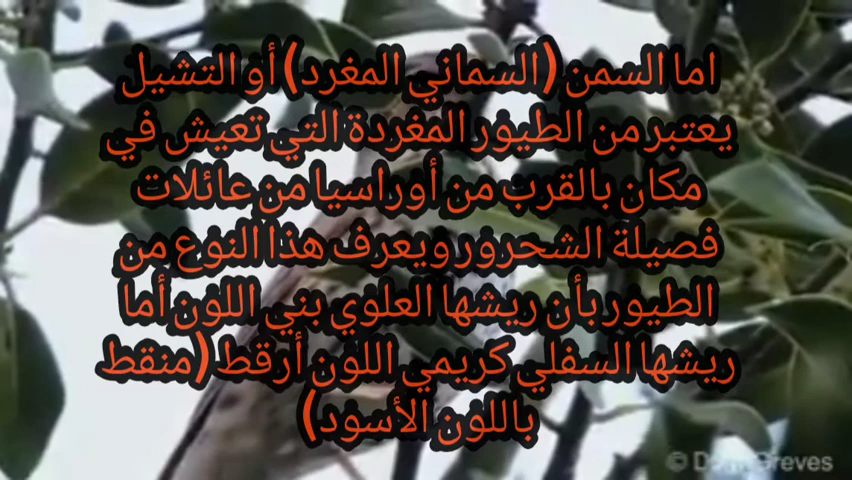 اما السمن (السماني المغرد) أو التشيل
يعتبر من الطيور المغردة التي تعيش في
مكان بالقرب من أوراسيا من عائلات
فصيلة الشحرور ويعرف هذا النوع من
الطيور بأن ريشها العلوي بني اللون أما
ريشها السفلي كريمي اللون أرقط (منقط
باللون الأسود)
© Dave Greves